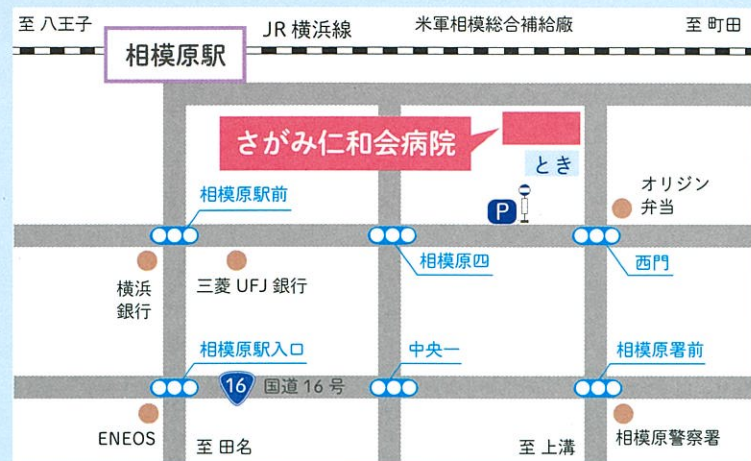 至 八王子
JR 横浜線
米軍相模総合補給廠
至 町田
相模原駅
さがみ仁和会病院
とき
相模原駅前
P
オリジン
弁当
相模原四
西門
横浜
銀行
三菱 UFJ 銀行
相模原駅入口
中央一
相模原署前
16
国道 16 号
ENEOS
至 田名
至 上溝
相模原警察署